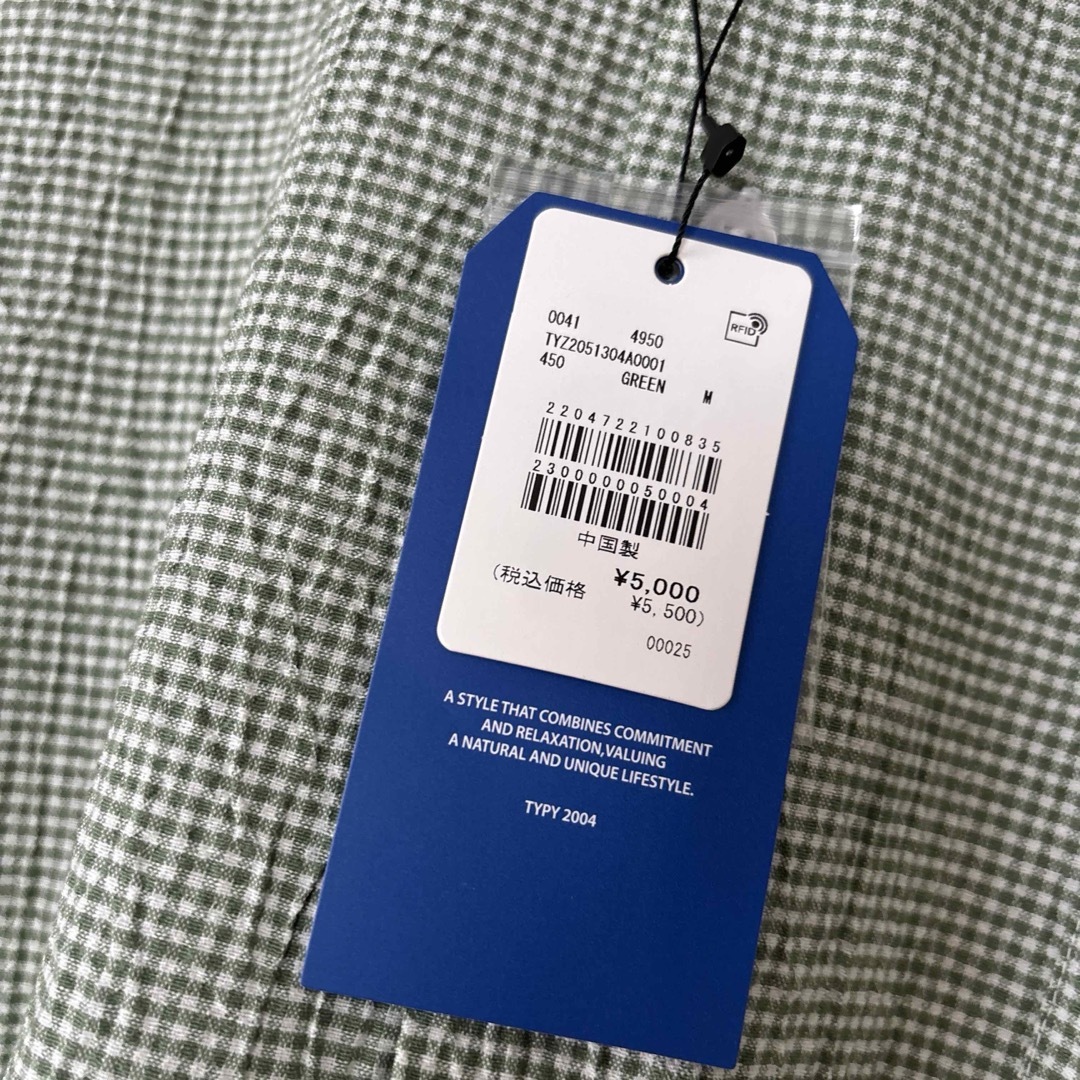 0041 4950
RFID
TYZ2051304A0001
450 GREEN M
2204722100835
2300000050004
中国製
¥5,000
(税込価格 ¥5,500)
00025
A STYLE THAT COMBINES COMMITMENT
AND RELAXATION,VALUING
A NATURAL AND UNIQUE LIFESTYLE.
TYPY 2004